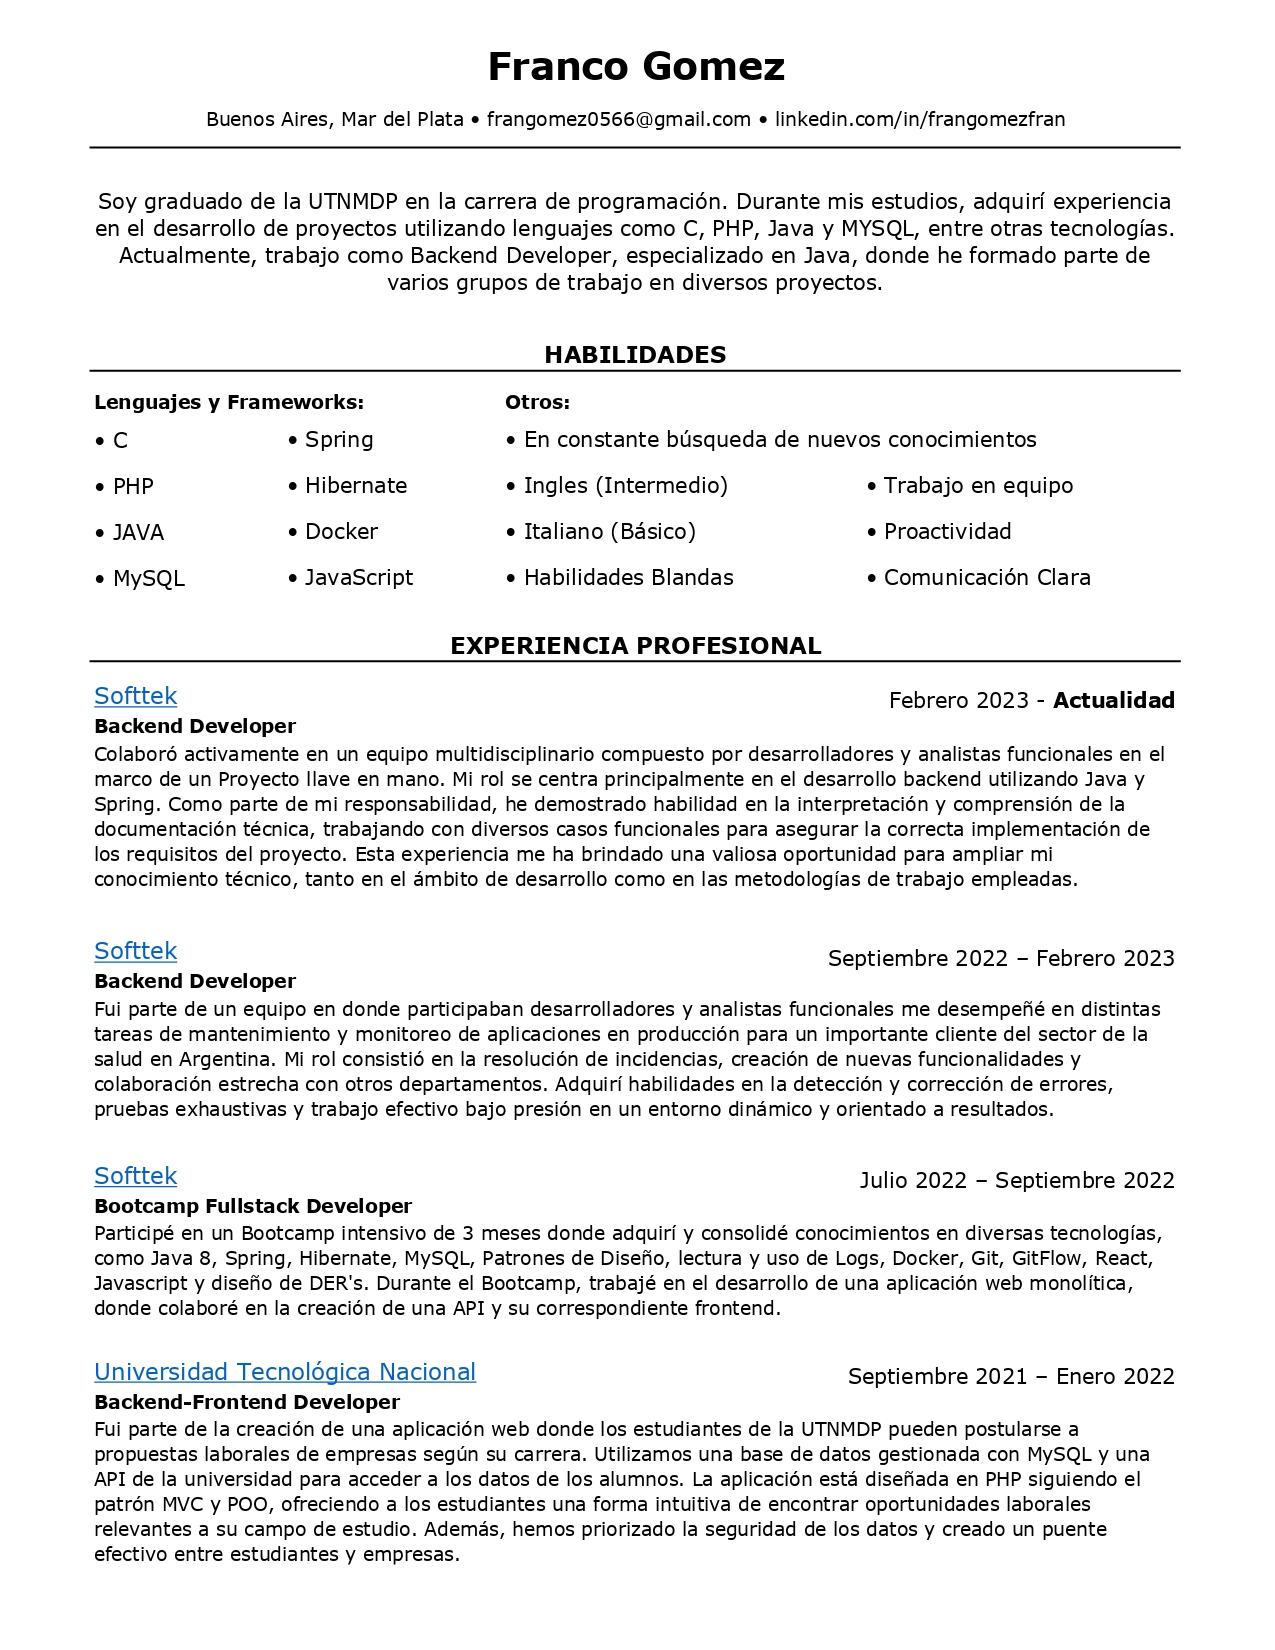 Franco Gomez
Buenos Aires, Mar del Plata • frangomez0566@gmail.com • linkedin.com/in/frangomezfran
Soy graduado de la UTNMDP en la carrera de programación. Durante mis estudios, adquirí experiencia
en el desarrollo de proyectos utilizando lenguajes como C, PHP, Java y MYSQL, entre otras tecnologías.
Actualmente, trabajo como Backend Developer, especializado en Java, donde he formado parte de
varios grupos de trabajo en diversos proyectos.
HABILIDADES
Lenguajes y Frameworks:
• C
• PHP
• JAVA
• MySQL
• Spring
• Hibernate
• Docker
• JavaScript
Otros:
• En constante búsqueda de nuevos conocimientos
• Ingles (Intermedio)
• Italiano (Básico)
• Habilidades Blandas
• Trabajo en equipo
• Proactividad
• Comunicación Clara
EXPERIENCIA PROFESIONAL
Softtek Febrero 2023 - Actualidad
Backend Developer
Colaboró activamente en un equipo multidisciplinario compuesto por desarrolladores y analistas funcionales en el
marco de un Proyecto llave en mano. Mi rol se centra principalmente en el desarrollo backend utilizando Java y
Spring. Como parte de mi responsabilidad, he demostrado habilidad en la interpretación y comprensión de la
documentación técnica, trabajando con diversos casos funcionales para asegurar la correcta implementación de
los requisitos del proyecto. Esta experiencia me ha brindado una valiosa oportunidad para ampliar mi
conocimiento técnico, tanto en el ámbito de desarrollo como en las metodologías de trabajo empleadas.
Softtek Septiembre 2022 – Febrero 2023
Backend Developer
Fui parte de un equipo en donde participaban desarrolladores y analistas funcionales me desempeñé en distintas
tareas de mantenimiento y monitoreo de aplicaciones en producción para un importante cliente del sector de la
salud en Argentina. Mi rol consistió en la resolución de incidencias, creación de nuevas funcionalidades y
colaboración estrecha con otros departamentos. Adquirí habilidades en la detección y corrección de errores,
pruebas exhaustivas y trabajo efectivo bajo presión en un entorno dinámico y orientado a resultados.
Softtek Julio 2022 – Septiembre 2022
Bootcamp Fullstack Developer
Participé en un Bootcamp intensivo de 3 meses donde adquirí y consolidé conocimientos en diversas tecnologías,
como Java 8, Spring, Hibernate, MySQL, Patrones de Diseño, lectura y uso de Logs, Docker, Git, GitFlow, React,
Javascript y diseño de DER's. Durante el Bootcamp, trabajé en el desarrollo de una aplicación web monolítica,
donde colaboré en la creación de una API y su correspondiente frontend.
Universidad Tecnológica Nacional Septiembre 2021 – Enero 2022
Backend-Frontend Developer
Fui parte de la creación de una aplicación web donde los estudiantes de la UTNMDP pueden postularse a
propuestas laborales de empresas según su carrera. Utilizamos una base de datos gestionada con MySQL y una
API de la universidad para acceder a los datos de los alumnos. La aplicación está diseñada en PHP siguiendo el
patrón MVC y POO, ofreciendo a los estudiantes una forma intuitiva de encontrar oportunidades laborales
relevantes a su campo de estudio. Además, hemos priorizado la seguridad de los datos y creado un puente
efectivo entre estudiantes y empresas.